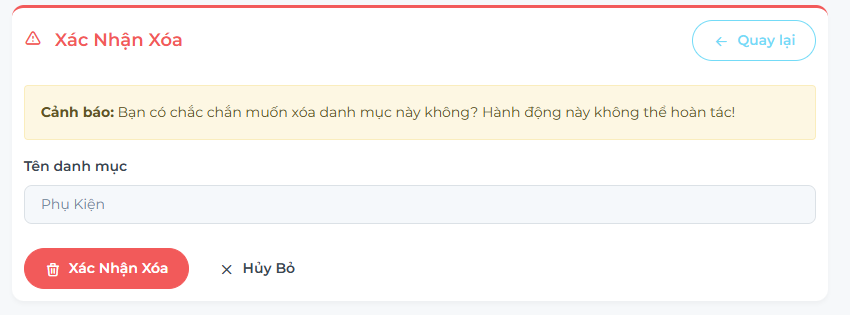 Xác Nhận Xóa
Quay lại
Cảnh báo: Bạn có chắc chắn muốn xóa danh mục này không? Hành động này không thể hoàn tác!
Tên danh mục
Phụ Kiện
Xác Nhận Xóa
Hủy Bỏ